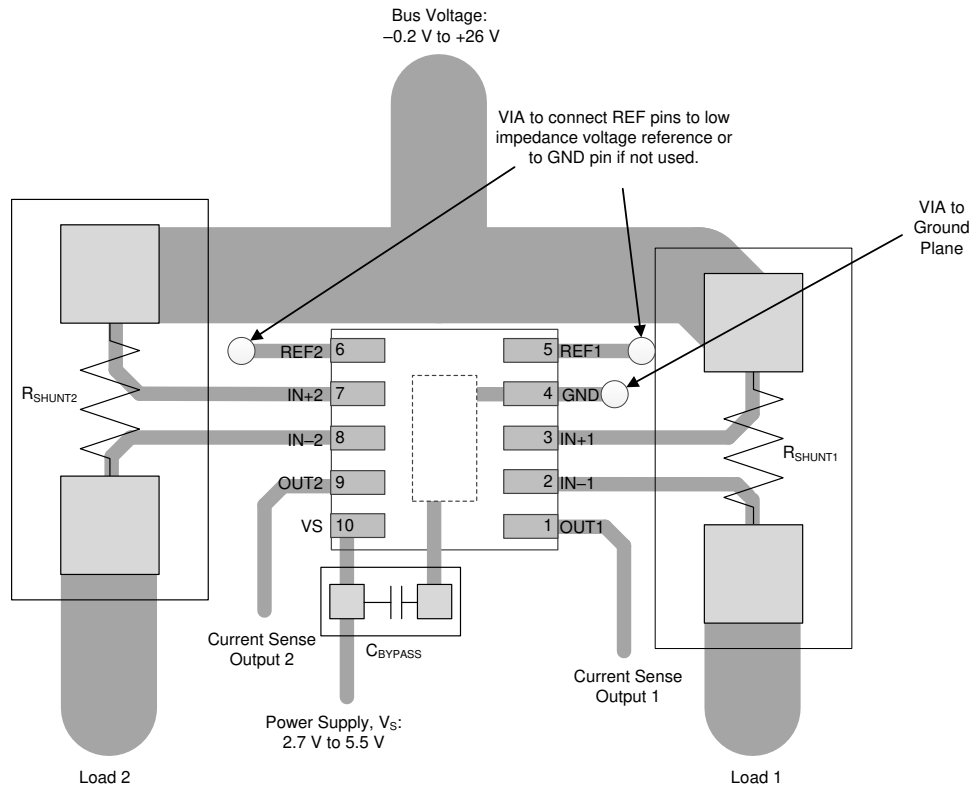 Bus Voltage:
–0.2 V to +26 V
VIA to connect REF pins to low
impedance voltage reference or
to GND pin if not used.
VIA to
Ground
Plane
REF2 6
5 REF1
IN+2 7
4 GND
RSHUNT2
IN–2 8
3 IN+1
RSHUNT1
OUT2 9
2 IN–1
VS 10
1 OUT1
Current Sense
Output 2
CBYPASS
Current Sense
Output 1
Power Supply, VS:
2.7 V to 5.5 V
Load 2
Load 1